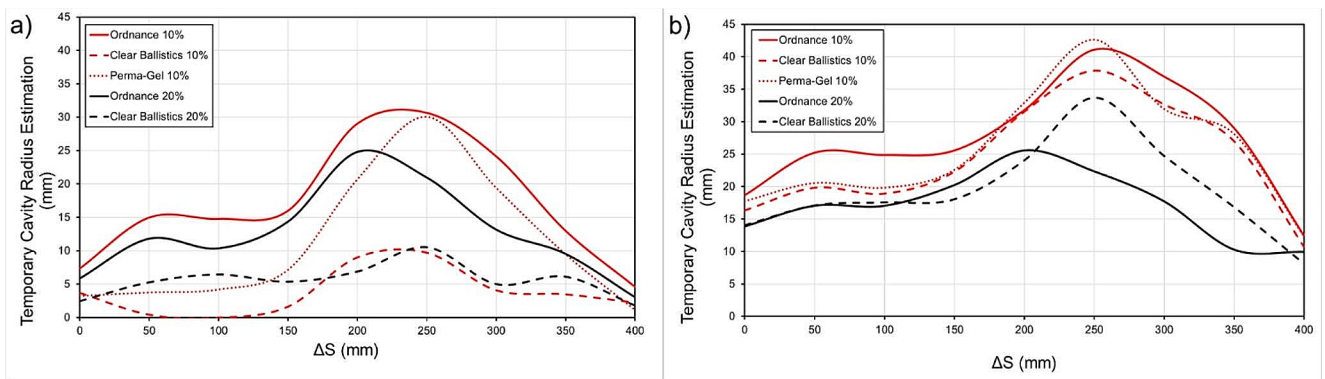 a)
Temporary Cavity Radius Estimation
(mm)
45
40
35
30
25
20
15
10
5
0
Ordnance 10%
Clear Ballistics 10%
Perma-Gel 10%
Ordnance 20%
Clear Ballistics 20%
0 50 100 150 200 250 300 350 400
ΔS (mm)
b)
Temporary Cavity Radius Estimation
(mm)
45
40
35
30
25
20
15
10
5
0
Ordnance 10%
Clear Ballistics 10%
Perma-Gel 10%
Ordnance 20%
Clear Ballistics 20%
0 50 100 150 200 250 300 350 400
ΔS (mm)